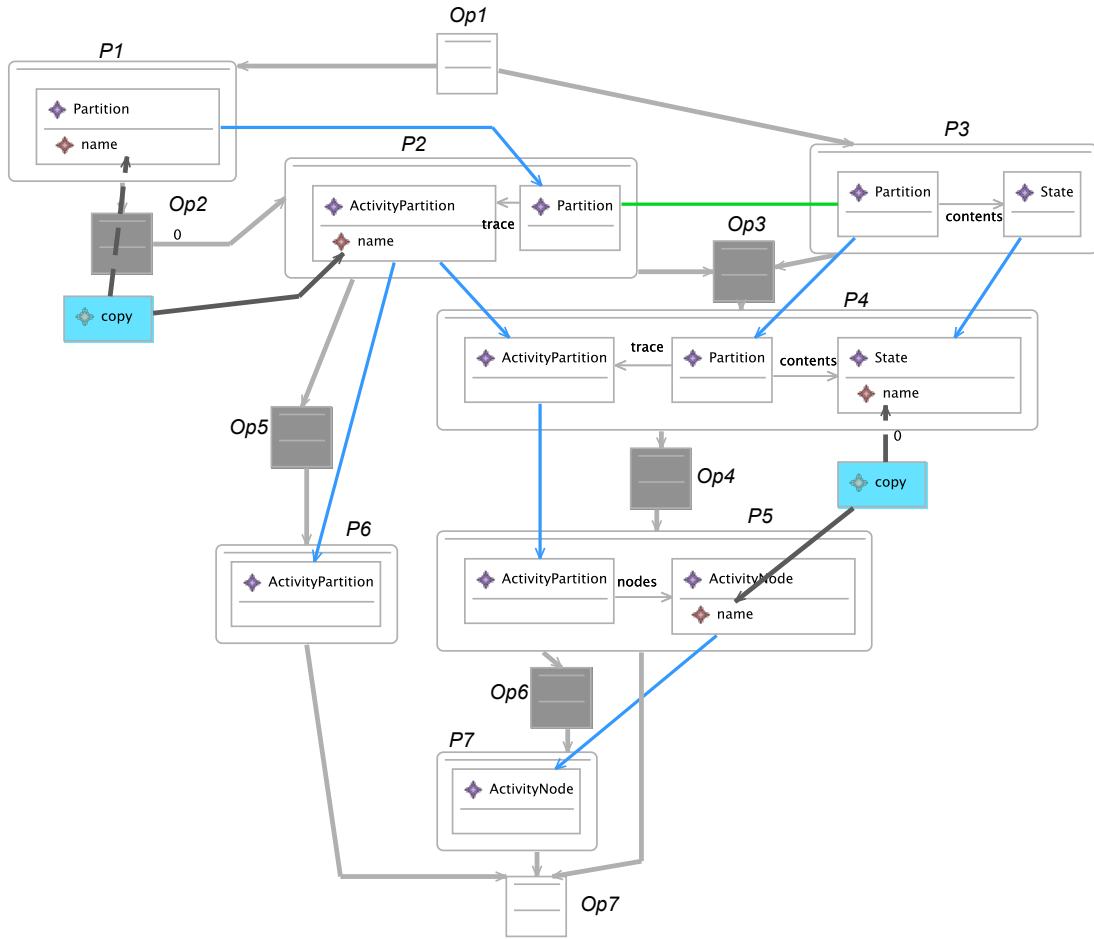 Op1
P1
Partition
name
P2
ActivityPartition
name
trace
Partition
P3
Partition
contents
State
Op2
0
copy
Op3
P4
ActivityPartition
trace
Partition
contents
State
name
0
copy
Op5
Op4
P6
ActivityPartition
P5
ActivityPartition
nodes
ActivityNode
name
Op6
P7
ActivityNode
Op7